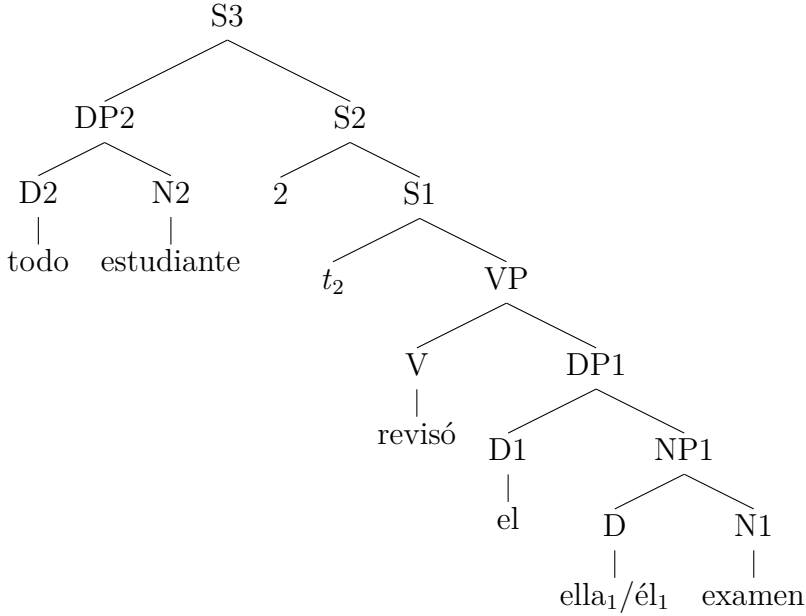 S3
DP2 S2
D2 N2 2 S1
todo estudiante t₂ VP
V DP1
revisó D1 NP1
el D N1
ella₁/él₁ examen